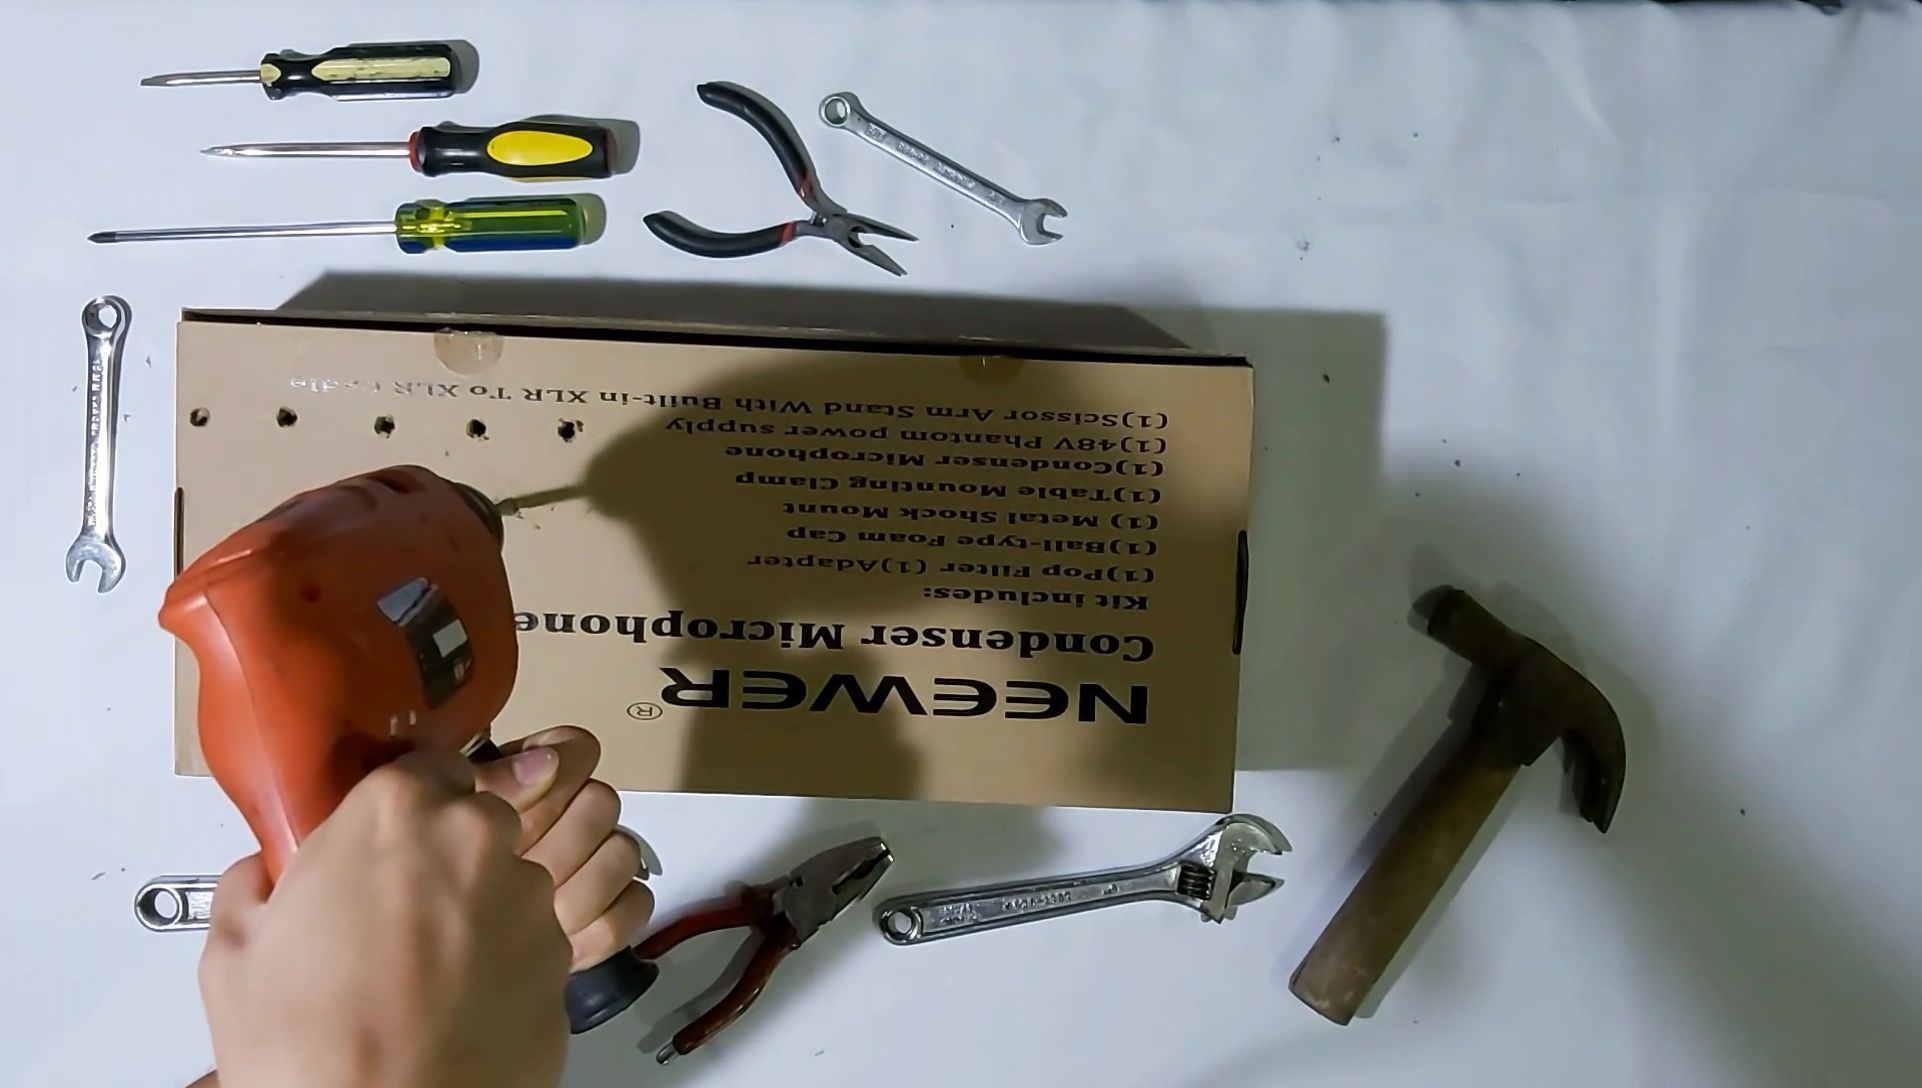 NEEWER®
Condenser Microphone
Kit includes:
(1)Pop Filter (1)Adapter
(1)Ball-type Foam Cap
(1) Metal Shock Mount
(1)Table Mounting Clamp
(1)Condenser Microphone
(1)48V Phantom power supply
(1)Scissor Arm Stand With Built-in XLR To XLR Cable